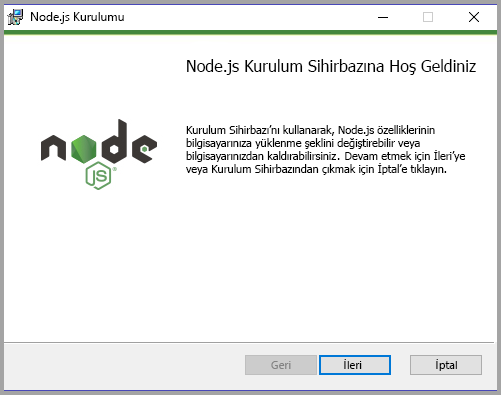 Node.js Kurulumu
Node.js Kurulum Sihirbazına Hoş Geldiniz
node
JS
Kurulum Sihirbazı'nı kullanarak, Node.js özelliklerinin
bilgisayarınıza yüklenme şeklini değiştirebilir veya
bilgisayarınızdan kaldırabilirsiniz. Devam etmek için İleri'ye
veya Kurulum Sihirbazından çıkmak için İptal'e tıklayın.
Geri
İleri
İptal